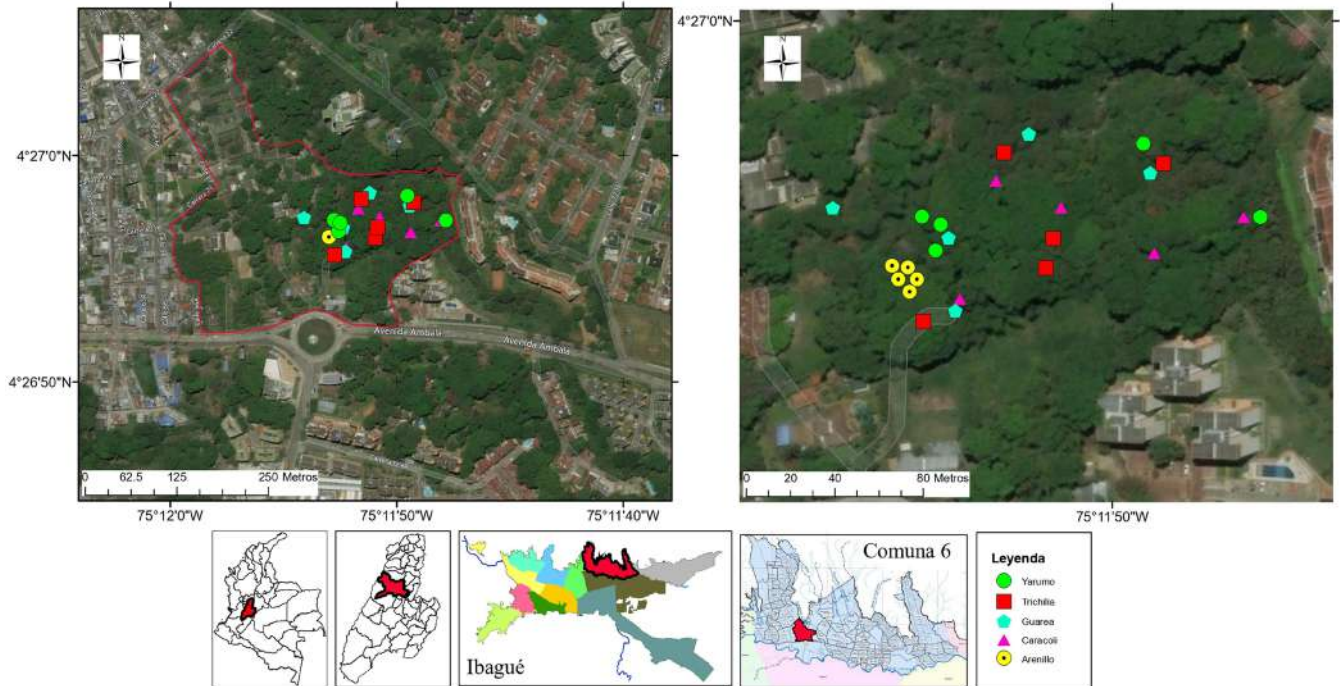 N
N
4°27'0"N
4°27'0"N
4°26'50"N
Avenida Ambala
Avenida Ambala
0 62.5 125 250 Metros
0 20 40 80 Metros
75°12'0"W
75°11'50"W
75°11'40"W
75°11'50"W
Ibagué
Comuna 6
Leyenda
Yarumo
Trichilia
Guarea
Caracoli
Arenillo